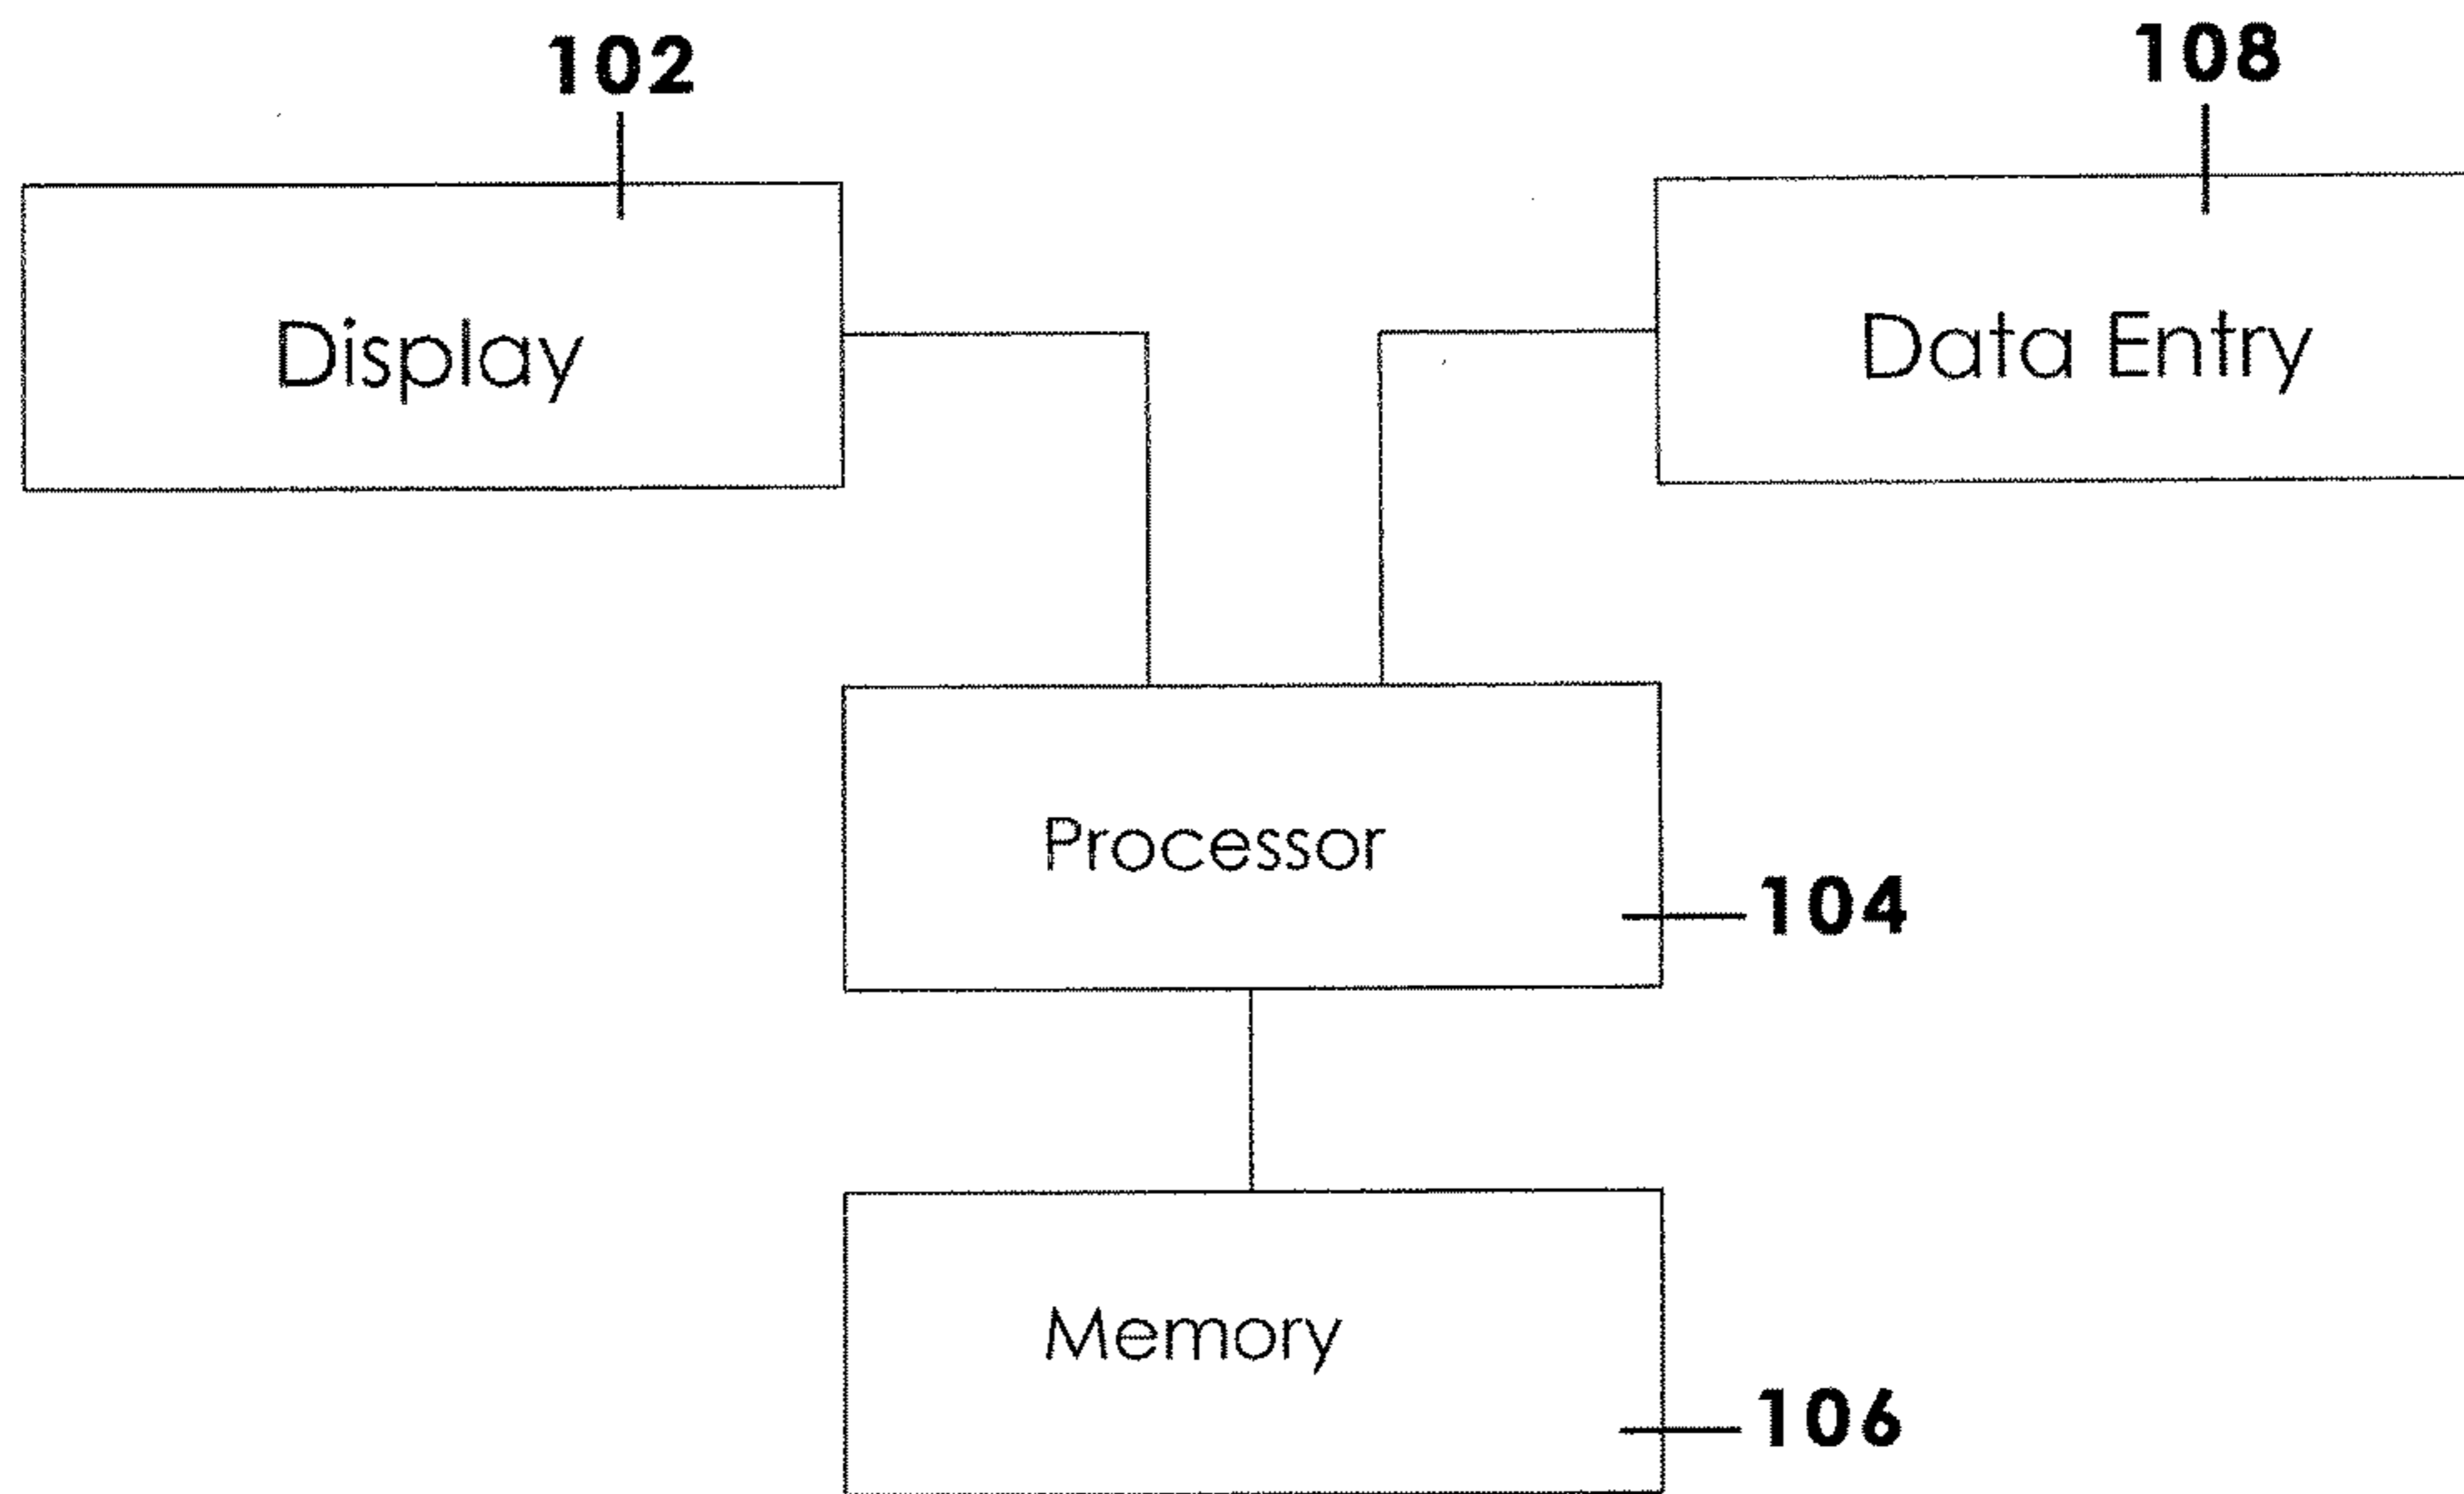 102
108
Display
Data Entry
Processor
104
Memory
106